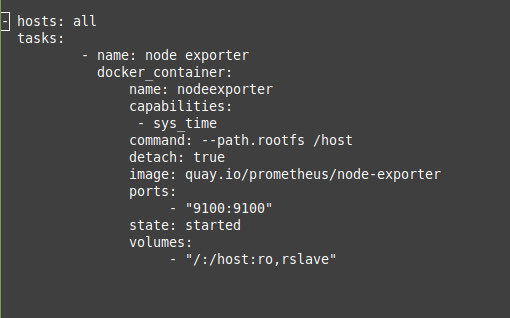 - hosts: all
  tasks:
          - name: node exporter
            docker_container:
                name: nodeexporter
                capabilities:
                 - sys_time
                command: --path.rootfs /host
                detach: true
                image: quay.io/prometheus/node-exporter
                ports:
                     - "9100:9100"
                state: started
                volumes:
                     - "/:/host:ro,rslave"